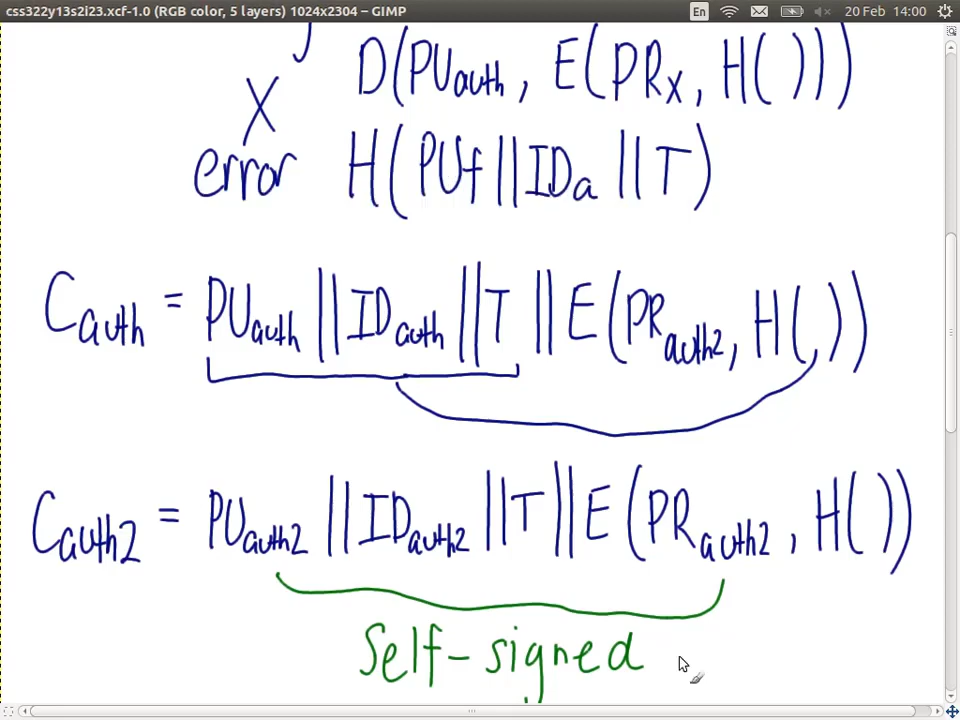 css322y13s2i23.xcf-1.0 (RGB color, 5 layers) 1024x2304 – GIMP
En
20 Feb 14:00
D(PUauth, E(PRx, H()))
X
error H(PUf||IDa||T)
Cauth = PUauth||IDauth||T||E(PRauth2, H(,))
Cauth2 = PUauth2||IDauth2||T||E(PRauth2, H())
Self-signed